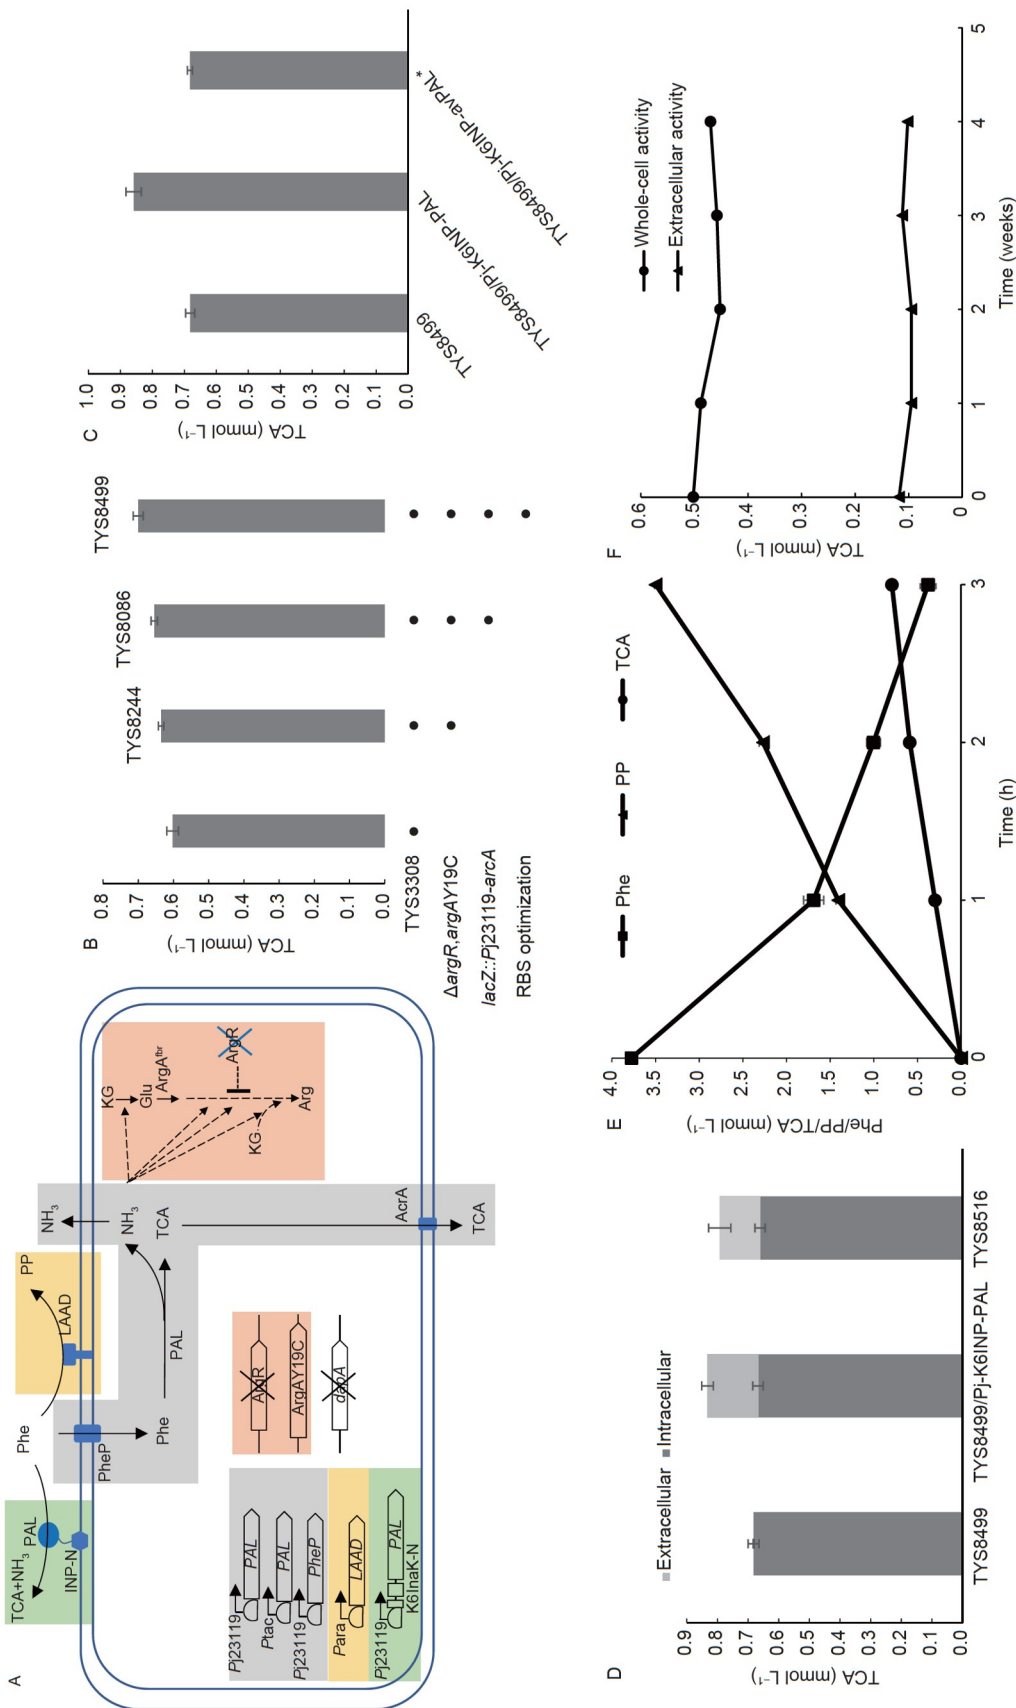 A
TCA+NH₃
PAL
INP-N
Phe
PheP
Phe
PP
LAAD
PAL
NH₃
NH₃
TCA
AcrA
TCA
KG
Glu
ArgAᶠᵇʳ
ArgR
KG
Arg
Pj23119
PAL
Ptac
PAL
Pj23119
PheP
Para
LAAD
Pj23119
PAL
K6InaK-N
ArgR
ArgAY19C
dapA
B
TCA (mmol L⁻¹)
0.8
0.7
0.6
0.5
0.4
0.3
0.2
0.1
0.0
TYS8244
TYS8086
TYS8499
TYS3308
ΔargR,argAY19C
lacZ::Pj23119-arcA
RBS optimization
C
TCA (mmol L⁻¹)
1.0
0.9
0.8
0.7
0.6
0.5
0.4
0.3
0.2
0.1
0.0
TYS8499
TYS8499/Pj-K6INP-PAL
TYS8499/Pj-K6INP-avPAL*
D
Extracellular
Intracellular
TCA (mmol L⁻¹)
0.9
0.8
0.7
0.6
0.5
0.4
0.3
0.2
0.1
0.0
TYS8499
TYS8499/Pj-K6INP-PAL
TYS8516
E
Phe
PP
TCA
Phe/PP/TCA (mmol L⁻¹)
4.0
3.5
3.0
2.5
2.0
1.5
1.0
0.5
0.0
0 1 2 3
Time (h)
F
Whole-cell activity
Extracellular activity
TCA (mmol L⁻¹)
0.6
0.5
0.4
0.3
0.2
0.1
0
0 1 2 3 4 5
Time (weeks)